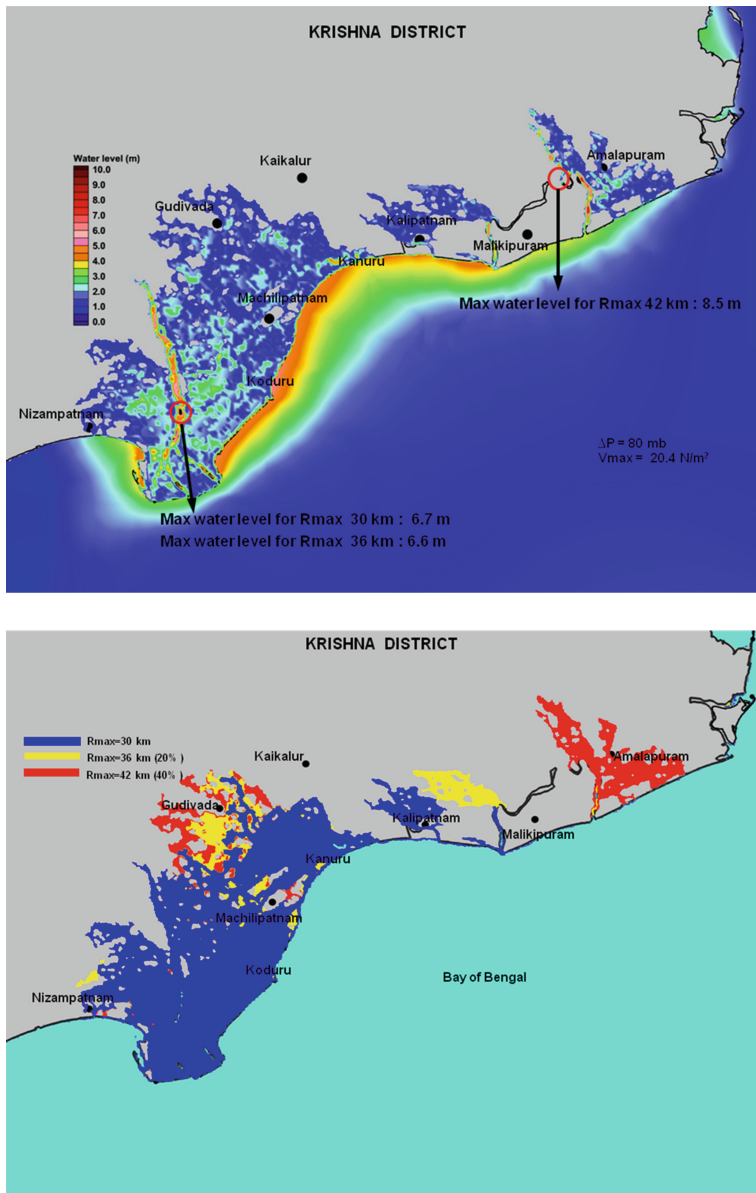 KRISHNA DISTRICT
Water level (m)
10.0
9.0
8.0
7.0
6.0
5.0
4.0
3.0
2.0
1.0
0.0
Kaikalur
Gudivada
Amalapuram
Kalipatnam
Malikipuram
Kanuru
Machilipatnam
Max water level for Rmax 42 km : 8.5 m
Koduru
Nizampatnam
ΔP = 80 mb
Vmax = 20.4 N/m²
Max water level for Rmax 30 km : 6.7 m
Max water level for Rmax 36 km : 6.6 m
KRISHNA DISTRICT
Rmax=30 km
Rmax=36 km (20% )
Rmax=42 km (40% )
Kaikalur
Amalapuram
Gudivada
Kalipatnam
Malikipuram
Kanuru
Machilipatnam
Koduru
Bay of Bengal
Nizampatnam